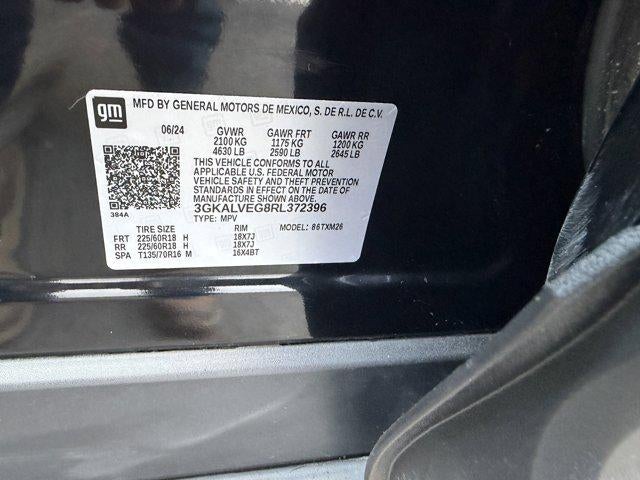 gm MFD BY GENERAL MOTORS DE MEXICO, S. DE R.L. DE C.V.
06/24 GVWR GAWR FRT GAWR RR
2100 KG 1175 KG 1200 KG
4630 LB 2590 LB 2645 LB
THIS VEHICLE CONFORMS TO ALL
APPLICABLE U.S. FEDERAL MOTOR
VEHICLE SAFETY AND THEFT PREVENTION
STANDARDS IN EFFECT ON THE DATE OF
MANUFACTURE SHOWN ABOVE.
384A 3GKALVEG8RL372396
TYPE: MPV MODEL: 86TXM26
TIRE SIZE RIM
FRT 225/60R18 H 18X7J
RR 225/60R18 H 18X7J
SPA T135/70R16 M 16X4BT